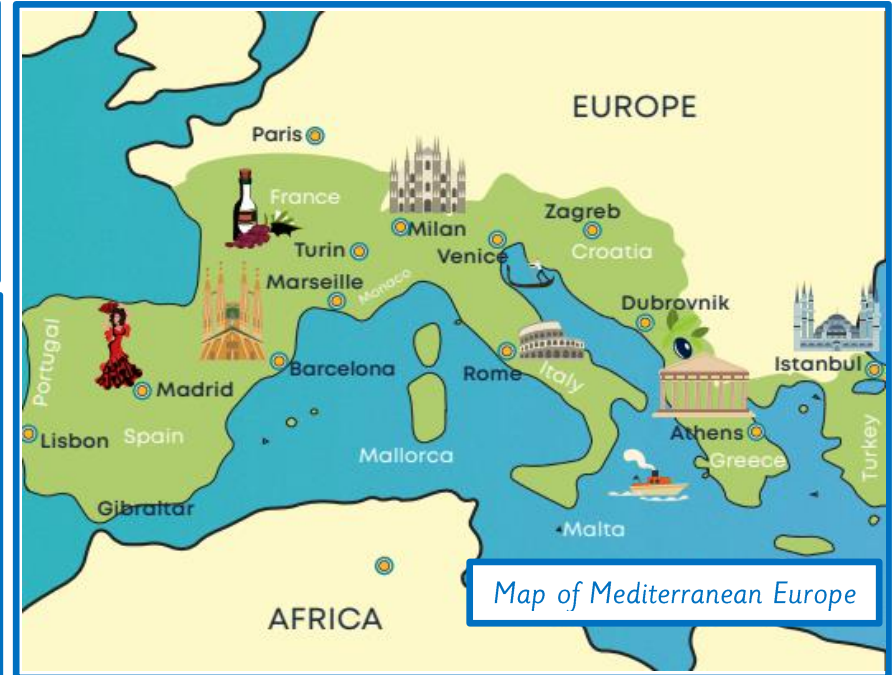 EUROPE
Paris
France
Milan
Zagreb
Turin
Venice
Croatia
Marseille
Monaco
Dubrovnik
Portugal
Barcelona
Rome
Italy
Istanbul
Madrid
Lisbon
Spain
Mallorca
Athens
Greece
Turkey
Gibraltar
Malta
Map of Mediterranean Europe
AFRICA